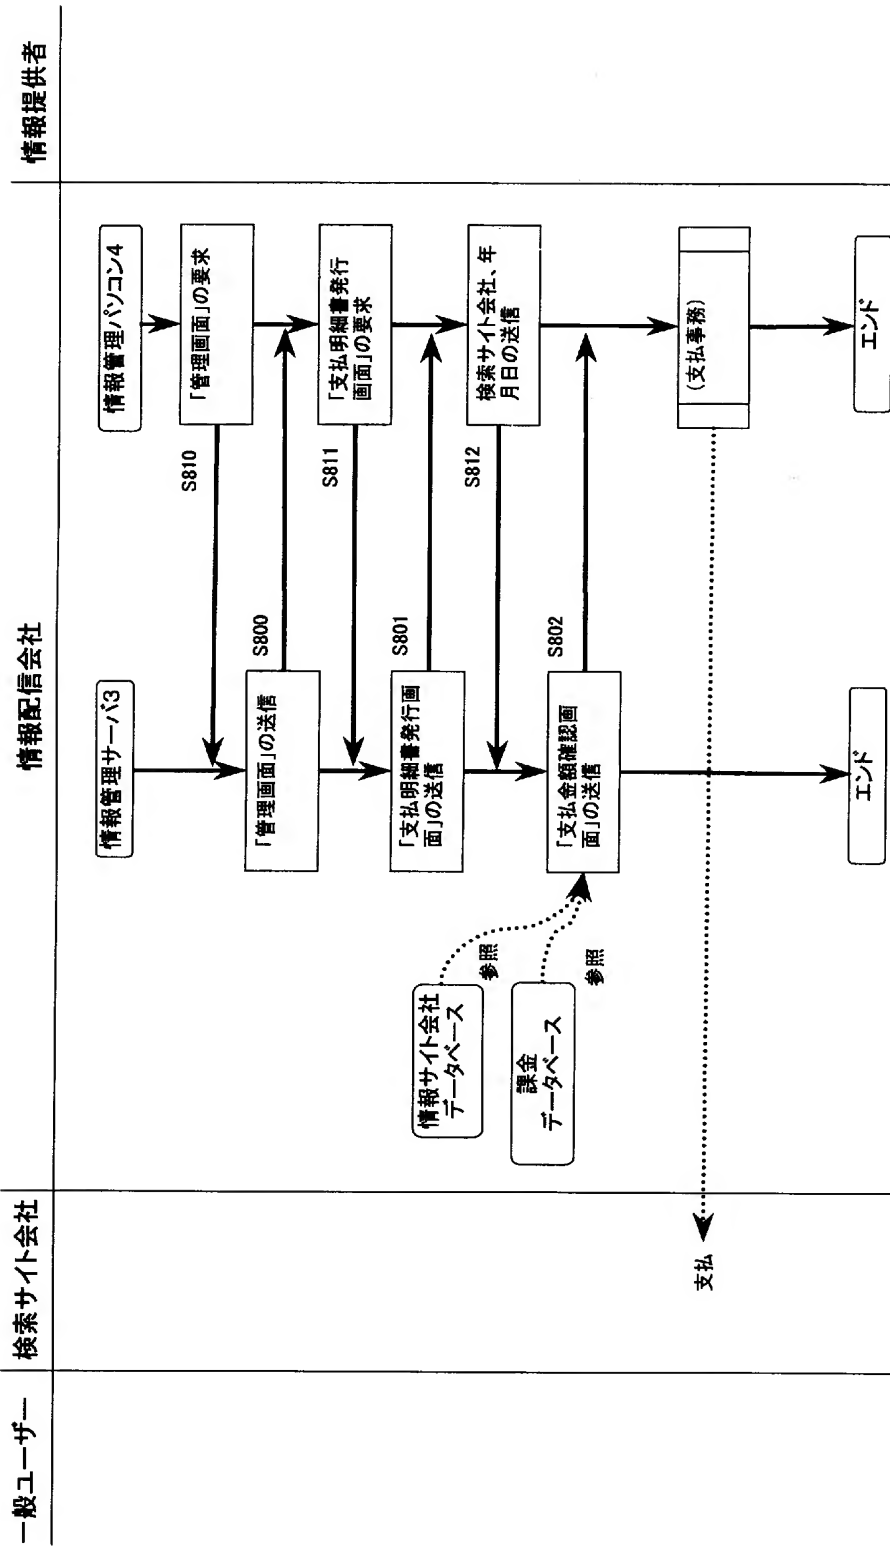 一般ユーザー
検索サイト会社
情報配信会社
情報提供者
情報管理サーバ3
情報管理パソコン4
「管理画面」の要求
S810
「管理画面」の送信
S800
「支払明細書発行
画面」の要求
S811
「支払明細書発行画
面」の送信
S801
検索サイト会社、年
月日の送信
S812
情報サイト会社
データベース
参照
課金
データベース
参照
「支払金額確認画
面」の送信
S802
(支払事務)
支払
エンド
エンド